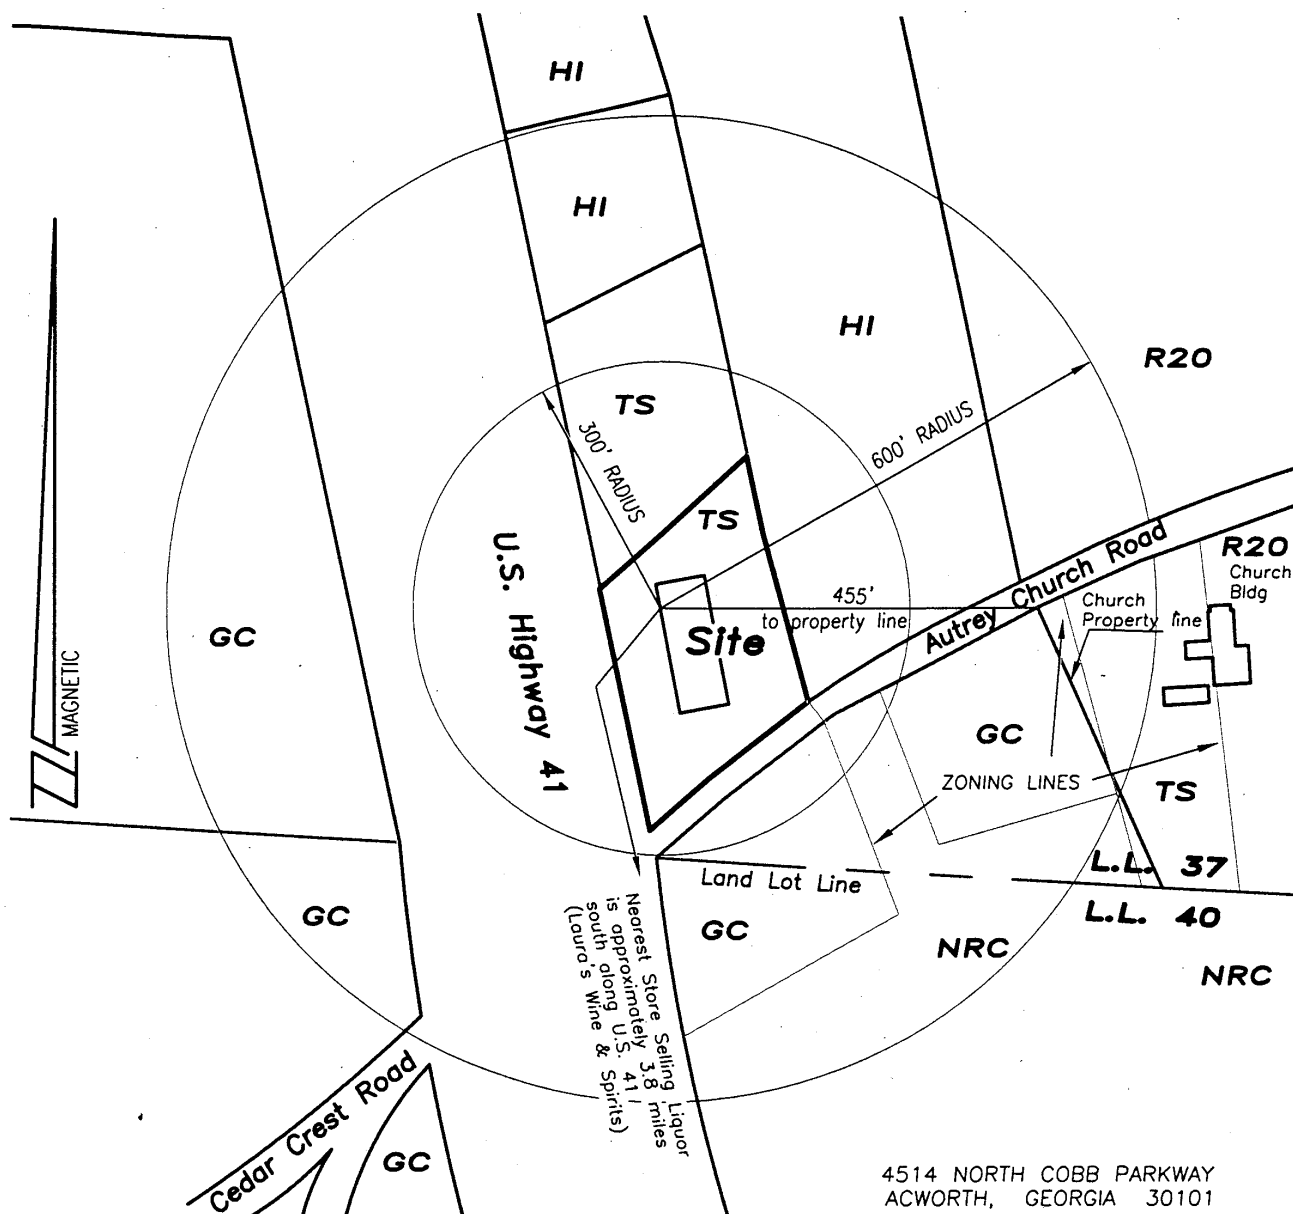 HI
HI
HI
R20
TS
300' RADIUS
600' RADIUS
TS
U.S. Highway 41
Autrey Church Road
R20
Church
Bldg
455'
to property line
Church
Property line
Site
GC
MAGNETIC
GC
ZONING LINES
TS
L.L. 37
Land Lot Line
L.L. 40
GC
GC
NRC
NRC
Nearest Store Selling Liquor
is approximately 3.8 miles
south along U.S. 41
(Laura's Wine & Spirits)
Cedar Crest Road
GC
4514 NORTH COBB PARKWAY
ACWORTH, GEORGIA 30101